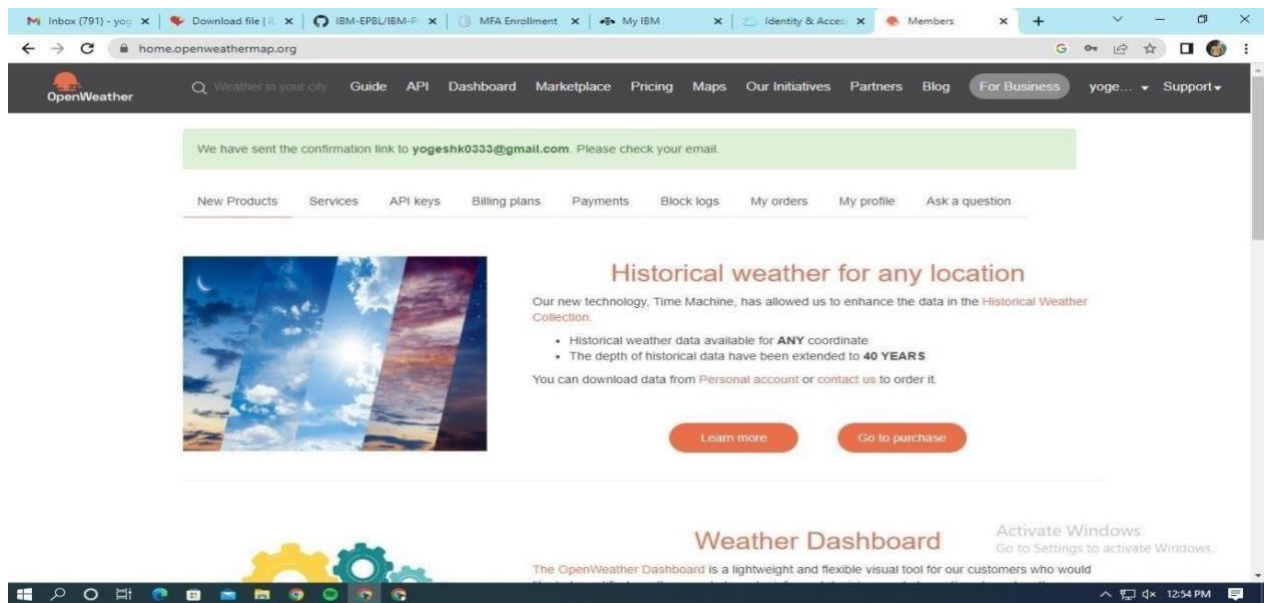 Inbox (791) - yog
Download file | iL
IBM-EPBL/IBM-P
MFA Enrollment
My IBM
Identity & Acces
Members
home.openweathermap.org
OpenWeather
Weather in your city
Guide
API
Dashboard
Marketplace
Pricing
Maps
Our Initiatives
Partners
Blog
For Business
yoge...
Support
We have sent the confirmation link to yogeshk0333@gmail.com. Please check your email.
New Products
Services
API keys
Billing plans
Payments
Block logs
My orders
My profile
Ask a question
Historical weather for any location
Our new technology, Time Machine, has allowed us to enhance the data in the Historical Weather
Collection.
• Historical weather data available for ANY coordinate
• The depth of historical data have been extended to 40 YEARS
You can download data from Personal account or contact us to order it.
Learn more
Go to purchase
Weather Dashboard
The OpenWeather Dashboard is a lightweight and flexible visual tool for our customers who would
Activate Windows
Go to Settings to activate Windows.
12:54 PM